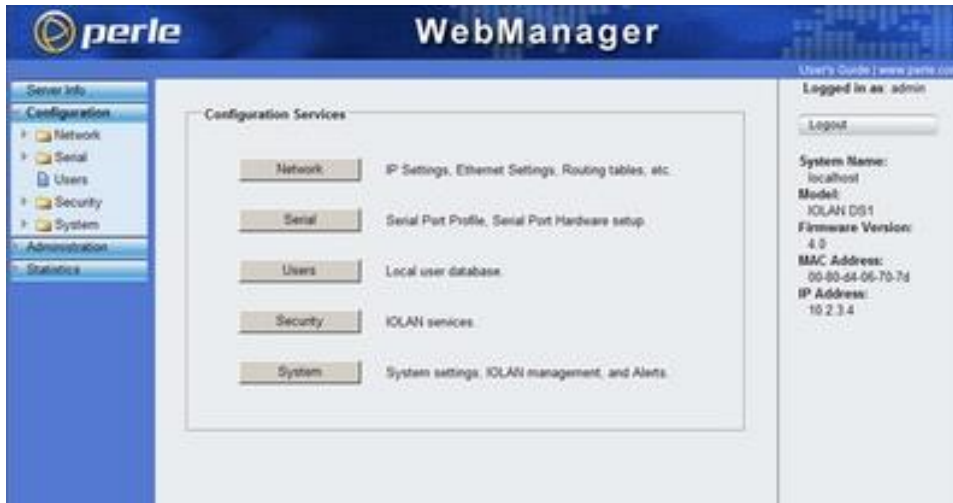 perle
WebManager
User's Guide | www.perle.co
Server Info
Configuration
Network
Serial
Users
Security
System
Administration
Statistics
Configuration Services
Network IP Settings, Ethernet Settings, Routing tables, etc.
Serial Serial Port Profile, Serial Port Hardware setup.
Users Local user database.
Security IOLAN services.
System System settings, IOLAN management, and Alerts.
Logged in as: admin
Logout
System Name:
localhost
Model:
IOLAN DS1
Firmware Version:
4.0
MAC Address:
00-80-d4-06-70-7d
IP Address:
10.2.3.4